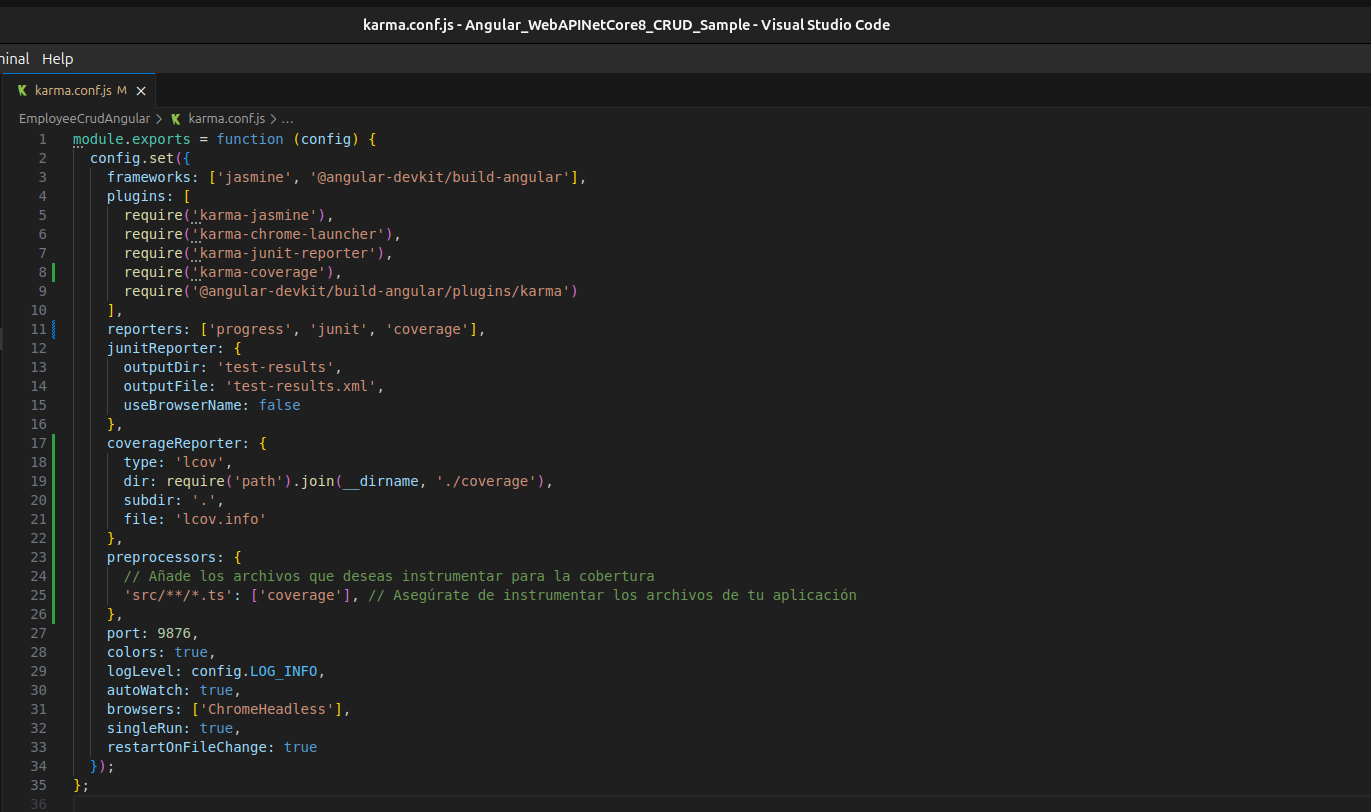 karma.conf.js - Angular_WebAPINetCore8_CRUD_Sample - Visual Studio Code
Help
karma.conf.js M
EmployeeCrudAngular > karma.conf.js > ...
1 module.exports = function (config) {
2 config.set({
3 frameworks: ['jasmine', '@angular-devkit/build-angular'],
4 plugins: [
5 require('karma-jasmine'),
6 require('karma-chrome-launcher'),
7 require('karma-junit-reporter'),
8 require('karma-coverage'),
9 require('@angular-devkit/build-angular/plugins/karma')
10 ],
11 reporters: ['progress', 'junit', 'coverage'],
12 junitReporter: {
13 outputDir: 'test-results',
14 outputFile: 'test-results.xml',
15 useBrowserName: false
16 },
17 coverageReporter: {
18 type: 'lcov',
19 dir: require('path').join(__dirname, './coverage'),
20 subdir: '.',
21 file: 'lcov.info'
22 },
23 preprocessors: {
24 // Añade los archivos que deseas instrumentar para la cobertura
25 'src/**/*.ts': ['coverage'], // Asegúrate de instrumentar los archivos de tu aplicación
26 },
27 port: 9876,
28 colors: true,
29 logLevel: config.LOG_INFO,
30 autoWatch: true,
31 browsers: ['ChromeHeadless'],
32 singleRun: true,
33 restartOnFileChange: true
34 });
35 };
36